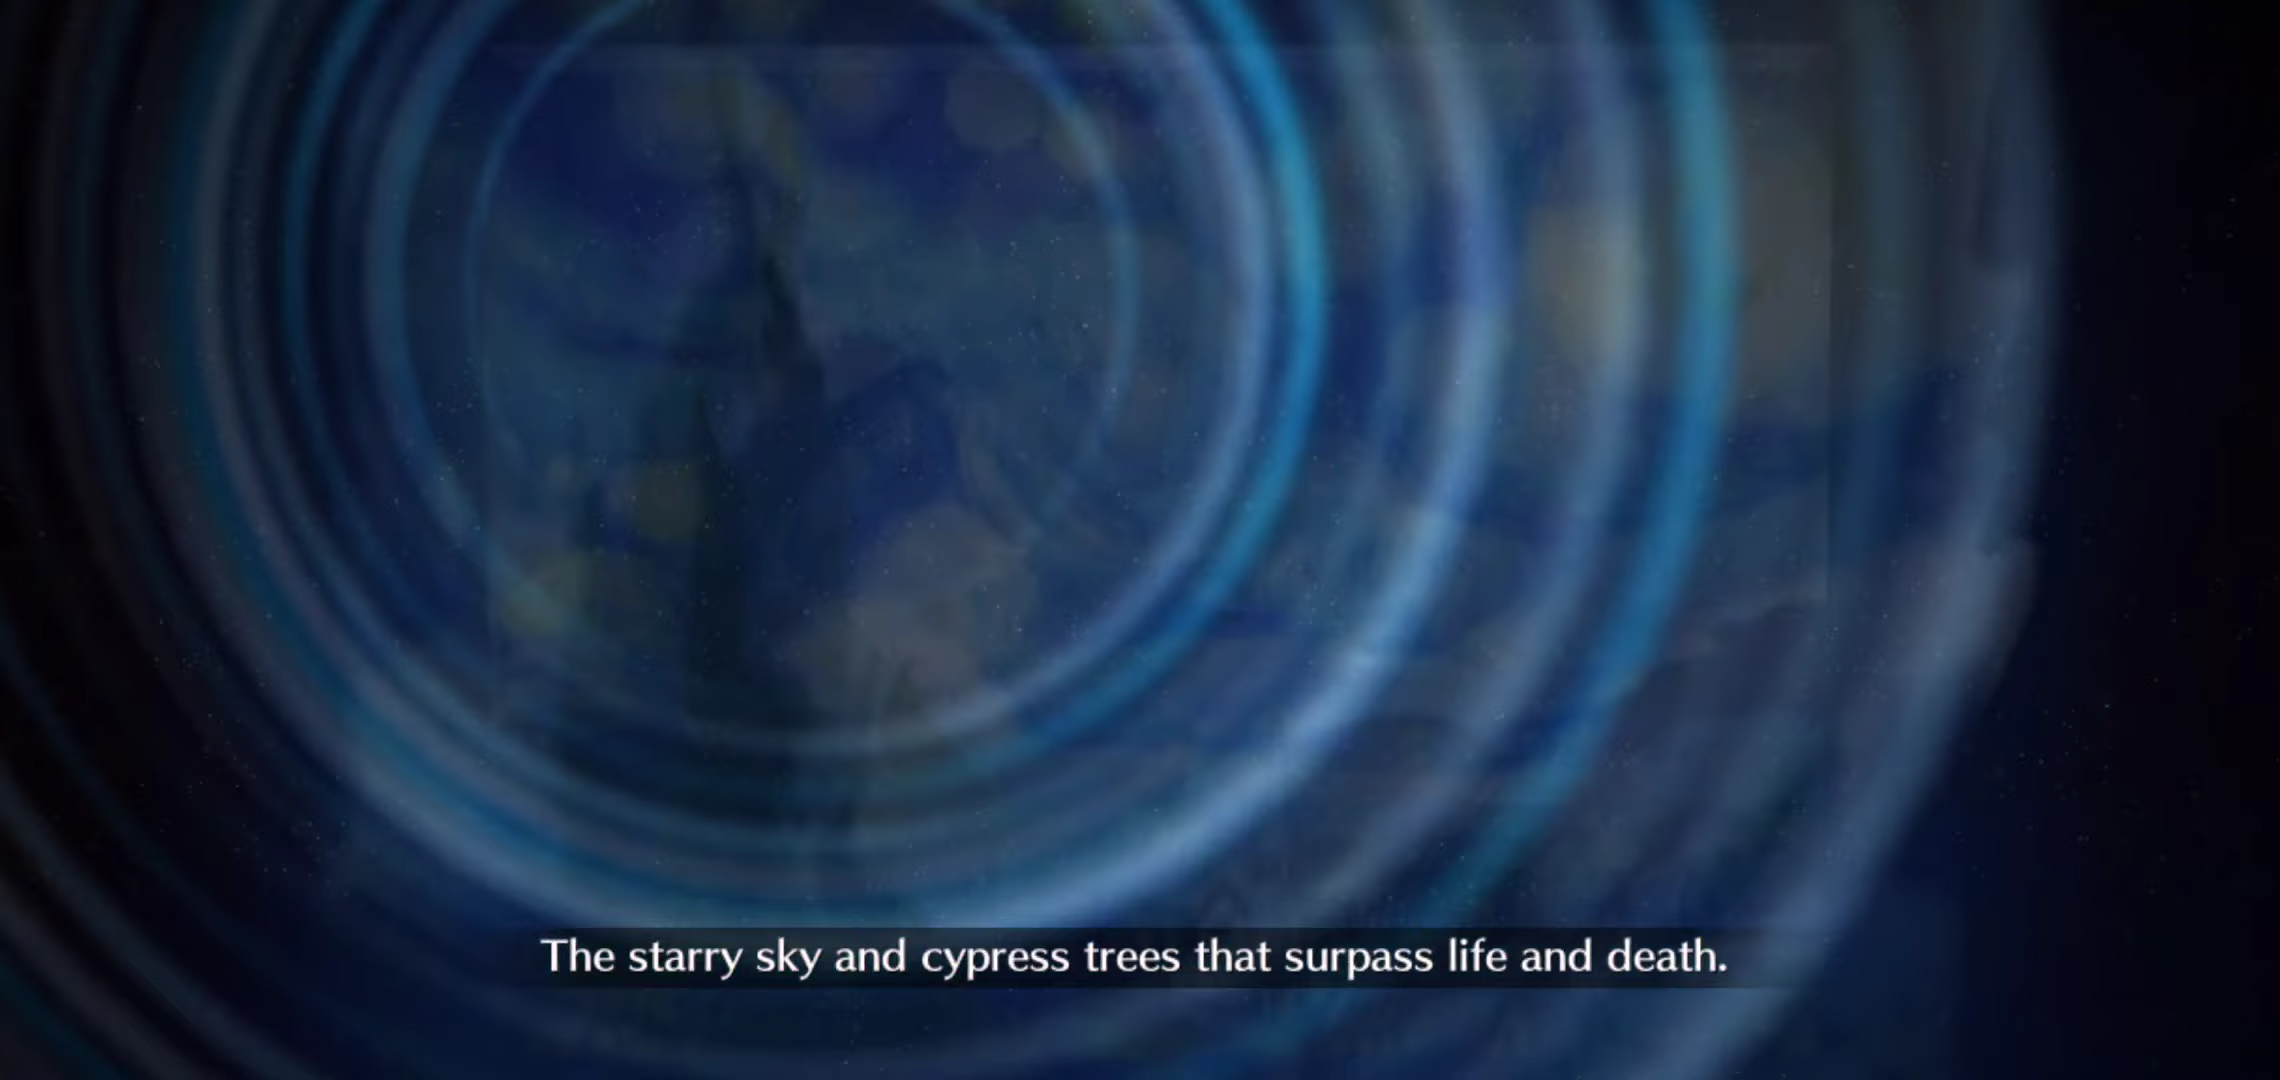 The starry sky and cypress trees that surpass life and death.